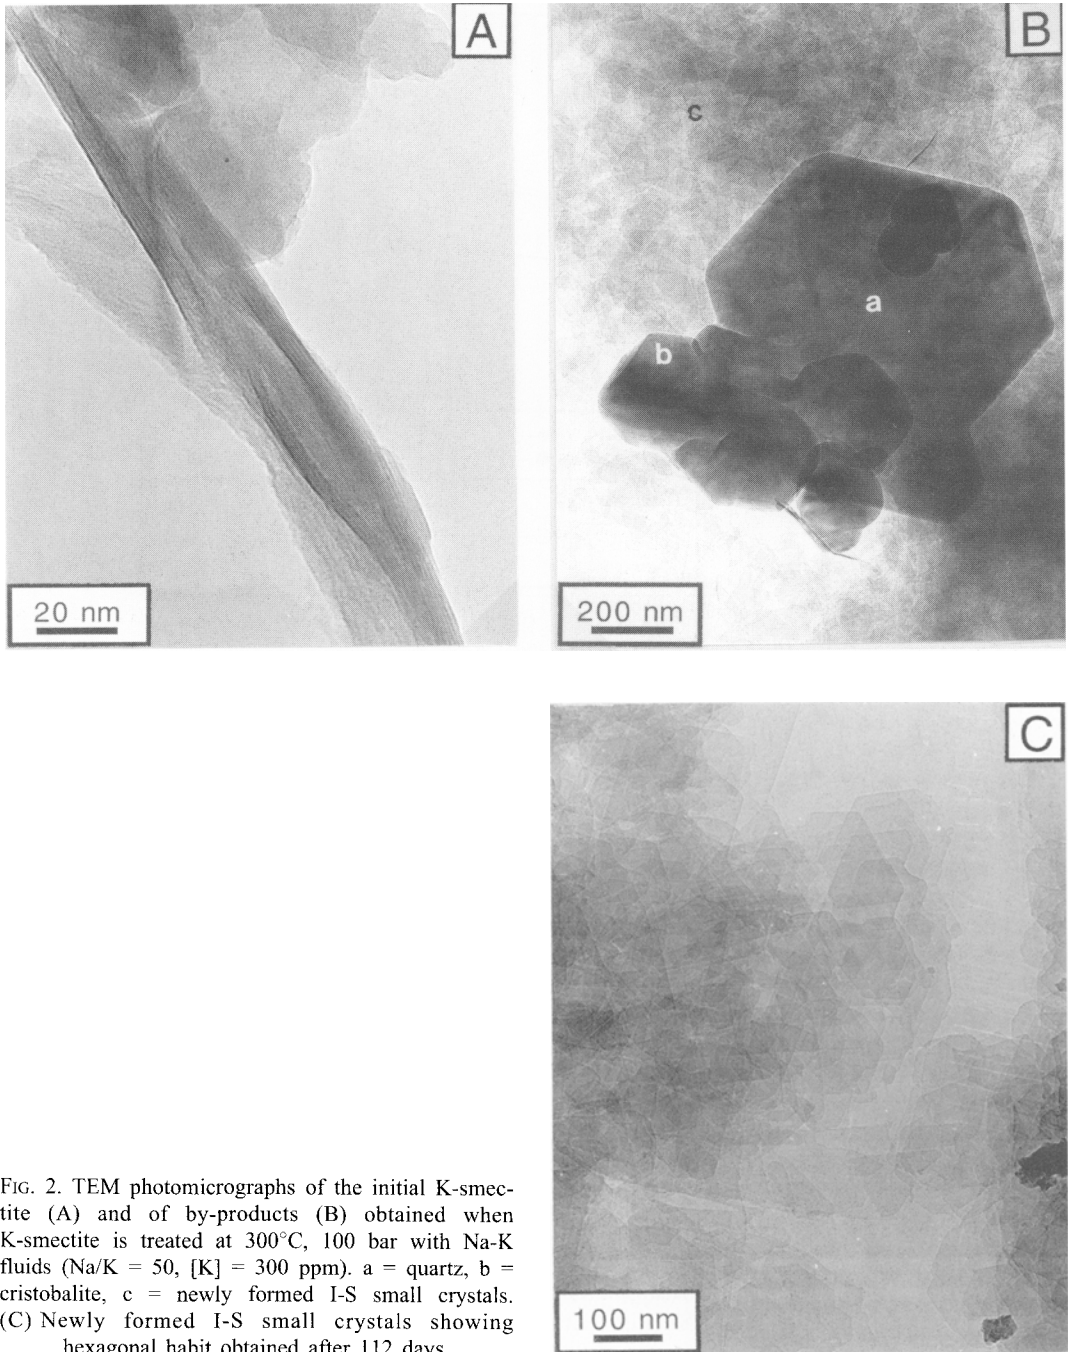 A
B
c
a
b
20 nm
200 nm
C
100 nm
FIG. 2. TEM photomicrographs of the initial K-smec-
tite (A) and of by-products (B) obtained when
K-smectite is treated at 300°C, 100 bar with Na-K
fluids (Na/K = 50, [K] = 300 ppm). a = quartz, b =
cristobalite, c = newly formed I-S small crystals.
(C) Newly formed I-S small crystals showing
hexagonal habit obtained after 112 days